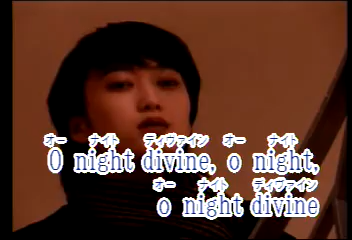 オー ナイト ディヴァイン オー ナイト
O night divine, o night,
オー ナイト ディヴァイン
o night divine